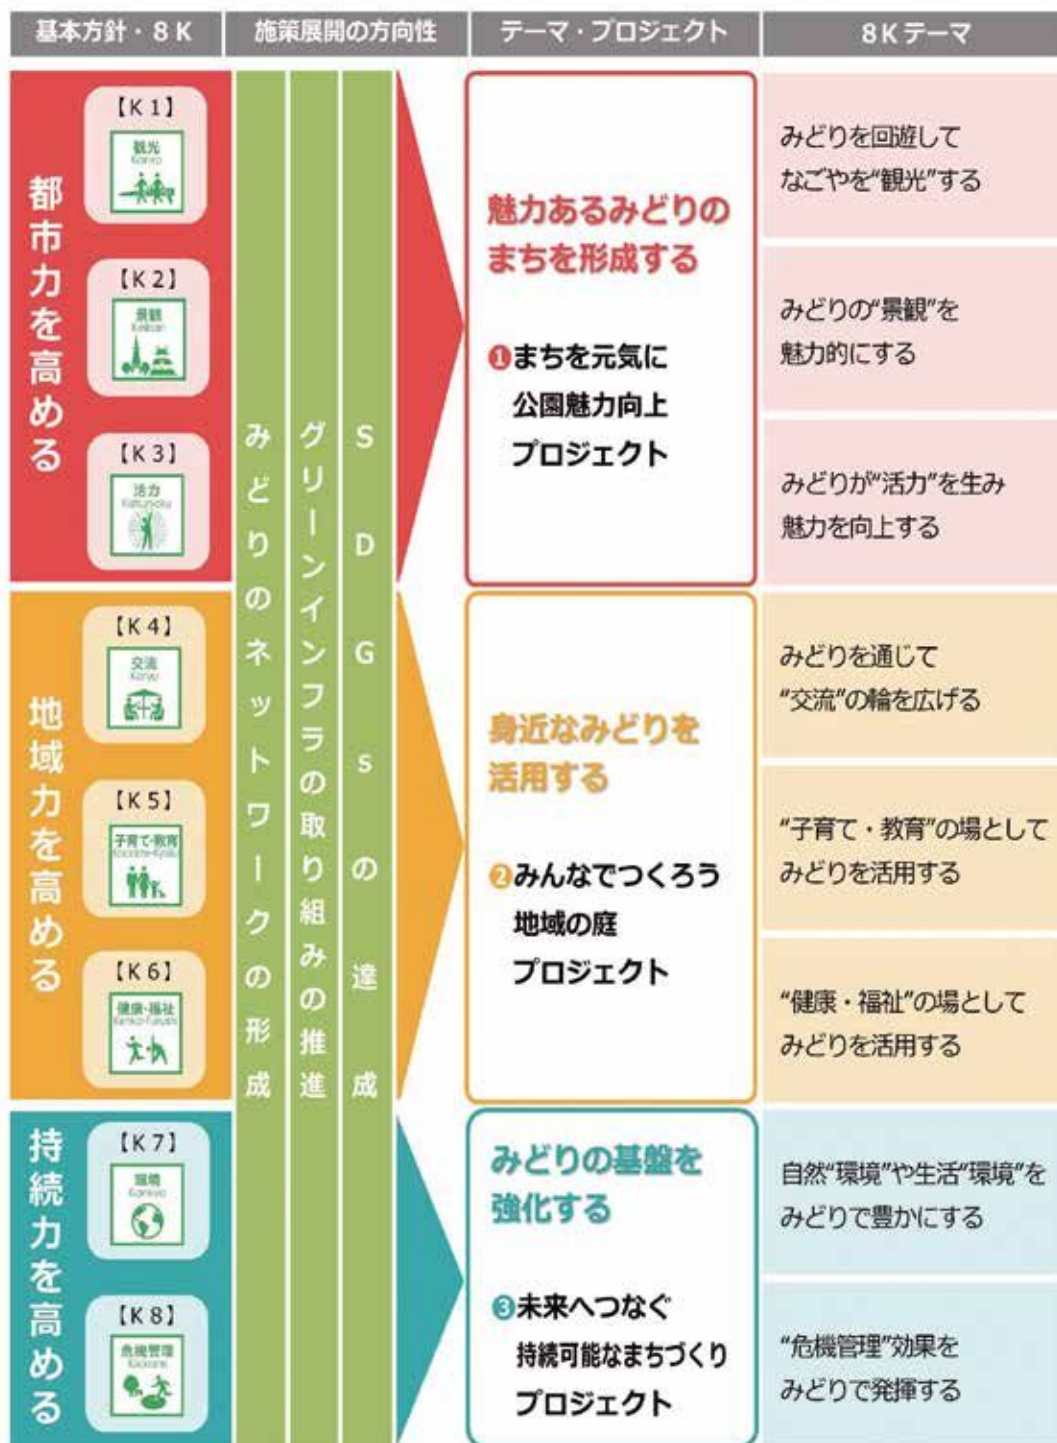 基本方針・8K
施策展開の方向性
テーマ・プロジェクト
8Kテーマ
都市力を高める
【K1】
観光
【K2】
景観
【K3】
活力
地域力を高める
【K4】
交流
Koryu
【K5】
子育て・教育
【K6】
健康・福祉
持続力を高める
【K7】
環境
Kankyo
【K8】
危機管理
みどりのネットワークの形成
グリーンインフラの取り組みの推進
SDGsの達成
魅力あるみどりの
まちを形成する
❶まちを元気に
公園魅力向上
プロジェクト
身近なみどりを
活用する
❷みんなでつくろう
地域の庭
プロジェクト
みどりの基盤を
強化する
❸未来へつなぐ
持続可能なまちづくり
プロジェクト
みどりを回遊して
なごやを“観光”する
みどりの“景観”を
魅力的にする
みどりが“活力”を生み
魅力を向上する
みどりを通じて
“交流”の輪を広げる
“子育て・教育”の場として
みどりを活用する
“健康・福祉”の場として
みどりを活用する
自然“環境”や生活“環境”を
みどりで豊かにする
“危機管理”効果を
みどりで発揮する